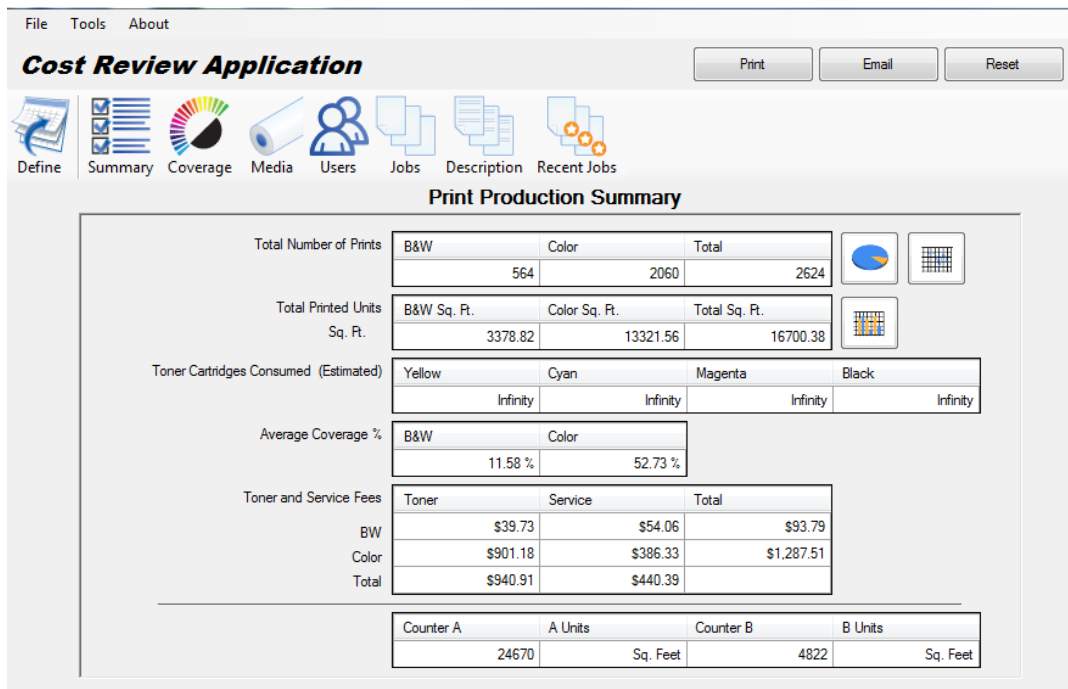 File Tools About
Cost Review Application
Print Email Reset
Define Summary Coverage Media Users Jobs Description Recent Jobs
Print Production Summary
Total Number of Prints B&W Color Total
564 2060 2624
Total Printed Units B&W Sq. Ft. Color Sq. Ft. Total Sq. Ft.
Sq. Ft. 3378.82 13321.56 16700.38
Toner Cartridges Consumed (Estimated) Yellow Cyan Magenta Black
Infinity Infinity Infinity Infinity
Average Coverage % B&W Color
11.58 % 52.73 %
Toner and Service Fees Toner Service Total
BW $39.73 $54.06 $93.79
Color $901.18 $386.33 $1,287.51
Total $940.91 $440.39
Counter A A Units Counter B B Units
24670 Sq. Feet 4822 Sq. Feet